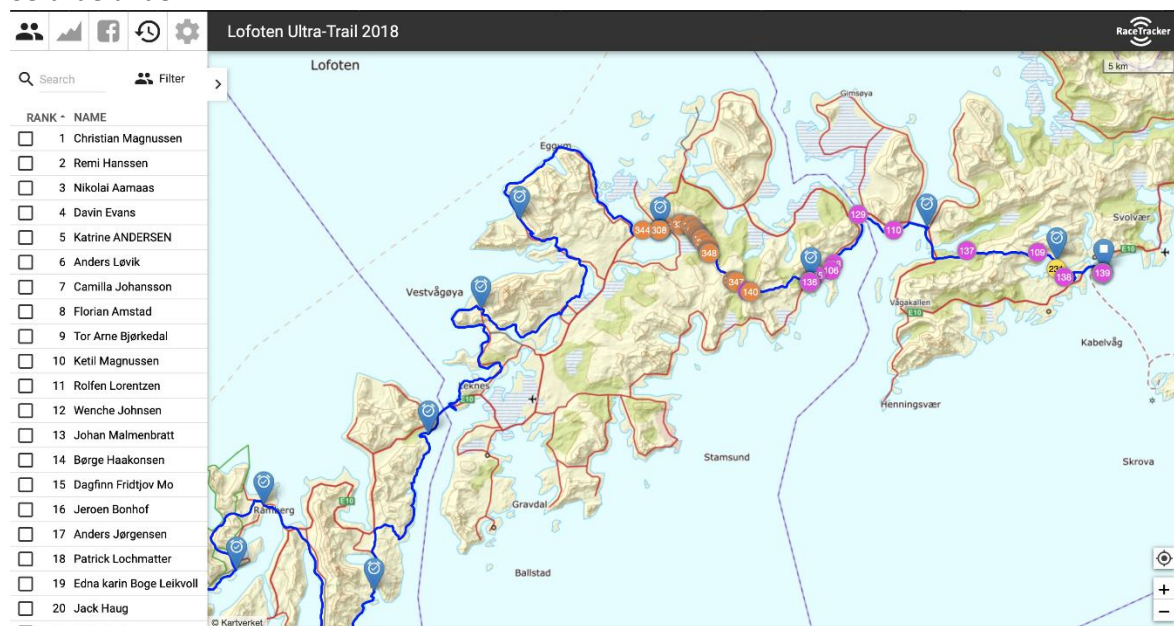 Lofoten Ultra-Trail 2018
RaceTracker
Search
Filter
RANK NAME
1 Christian Magnussen
2 Remi Hanssen
3 Nikolai Aamaas
4 Davin Evans
5 Katrine ANDERSEN
6 Anders Løvik
7 Camilla Johansson
8 Florian Amstad
9 Tor Arne Bjørkedal
10 Ketil Magnussen
11 Rolfen Lorentzen
12 Wenche Johnsen
13 Johan Malmenbratt
14 Børge Haakonsen
15 Dagfinn Fridtjov Mo
16 Jeroen Bonhof
17 Anders Jørgensen
18 Patrick Lochmatter
19 Edna karin Boge Leikvoll
20 Jack Haug
Lofoten
5 km
Gimsøya
Eggum
Svolvær
129
344 308
110
348
137
109
106
138
139
347
140
138
Vestvågøya
Vågakallen
E10
E10
Kabelvåg
E10
Henningsvær
Stamsund
Skrova
E10
Ramberg
Gravdal
Ballstad
+
−
© Kartverket